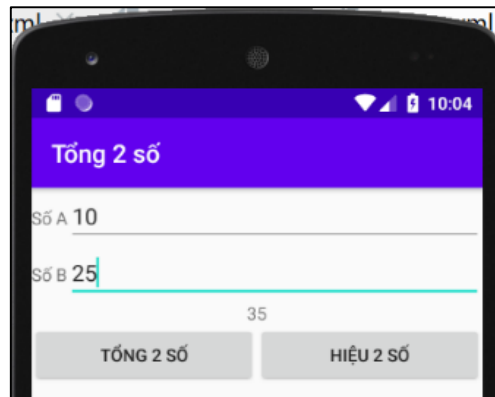 10:04
Tổng 2 số
Số A 10
Số B 25
35
TỔNG 2 SỐ HIỆU 2 SỐ